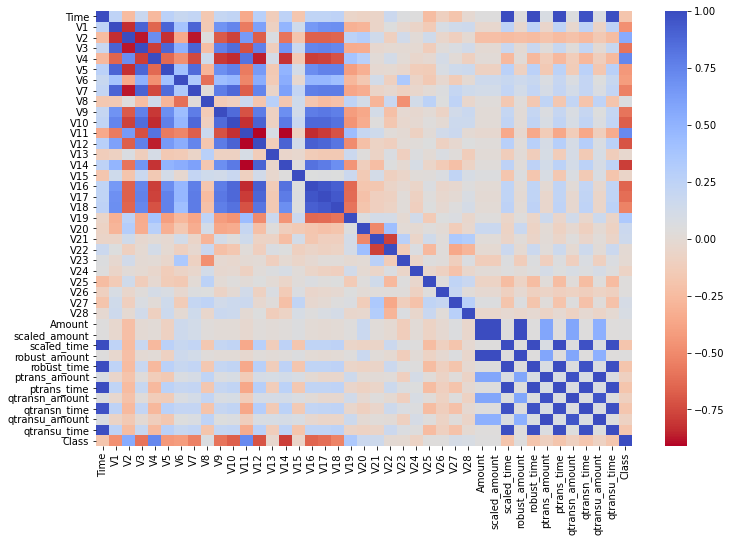 Time
V1
V2
V3
V4
V5
V6
V7
V8
V9
V10
V11
V12
V13
V14
V15
V16
V17
V18
V19
V20
V21
V22
V23
V24
V25
V26
V27
V28
Amount
scaled_amount
scaled_time
robust_amount
robust_time
ptrans_amount
ptrans_time
qtransn_amount
qtransn_time
qtransu_amount
qtransu_time
Class
Time
V1
V2
V3
V4
V5
V6
V7
V8
V9
V10
V11
V12
V13
V14
V15
V16
V17
V18
V19
V20
V21
V22
V23
V24
V25
V26
V27
V28
Amount
scaled_amount
scaled_time
robust_amount
robust_time
ptrans_amount
ptrans_time
qtransn_amount
qtransn_time
qtransu_amount
qtransu_time
Class
1.00
0.75
0.50
0.25
0.00
−0.25
−0.50
−0.75